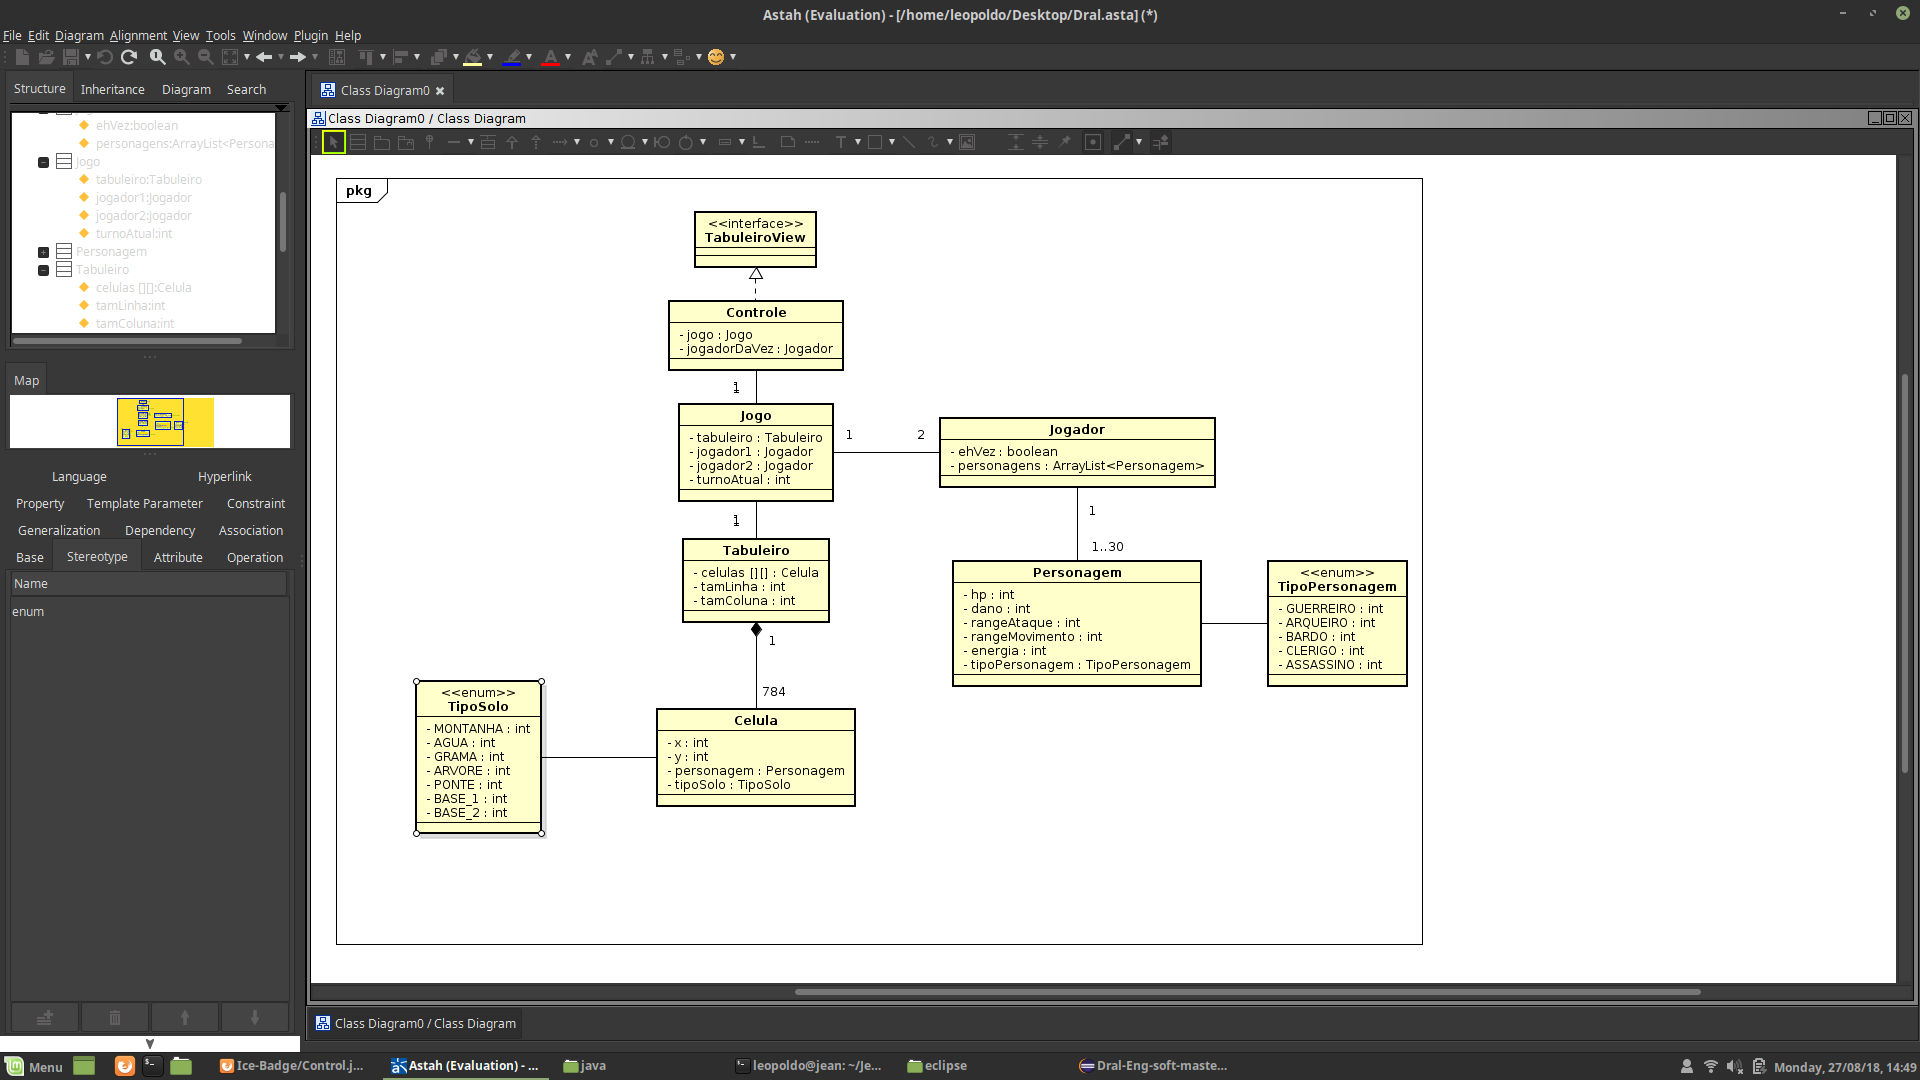 Astah (Evaluation) - [/home/leopoldo/Desktop/Dral.asta] (*)
File Edit Diagram Alignment View Tools Window Plugin Help
Structure Inheritance Diagram Search
ehVez:boolean
personagens:ArrayList<Persona
Jogo
tabuleiro:Tabuleiro
jogador1:Jogador
jogador2:Jogador
turnoAtual:int
Personagem
Tabuleiro
celulas [][]:Celula
tamLinha:int
tamColuna:int
Map
Language Hyperlink
Property Template Parameter Constraint
Generalization Dependency Association
Base Stereotype Attribute Operation
Name
enum
Class Diagram0
Class Diagram0 / Class Diagram
pkg
<<interface>>
TabuleiroView
Controle
- jogo : Jogo
- jogadorDaVez : Jogador
1
Jogo
- tabuleiro : Tabuleiro
- jogador1 : Jogador
- jogador2 : Jogador
- turnoAtual : int
1 2
Jogador
- ehVez : boolean
- personagens : ArrayList<Personagem>
1
1..30
1
Tabuleiro
- celulas [][] : Celula
- tamLinha : int
- tamColuna : int
1
784
Personagem
- hp : int
- dano : int
- rangeAtaque : int
- rangeMovimento : int
- energia : int
- tipoPersonagem : TipoPersonagem
<<enum>>
TipoPersonagem
- GUERREIRO : int
- ARQUEIRO : int
- BARDO : int
- CLERIGO : int
- ASSASSINO : int
<<enum>>
TipoSolo
- MONTANHA : int
- AGUA : int
- GRAMA : int
- ARVORE : int
- PONTE : int
- BASE_1 : int
- BASE_2 : int
Celula
- x : int
- y : int
- personagem : Personagem
- tipoSolo : TipoSolo
Class Diagram0 / Class Diagram
Menu Ice-Badge/Control.j... Astah (Evaluation) - ... java leopoldo@jean: ~/Je... eclipse Dral-Eng-soft-maste... Monday, 27/08/18, 14:49